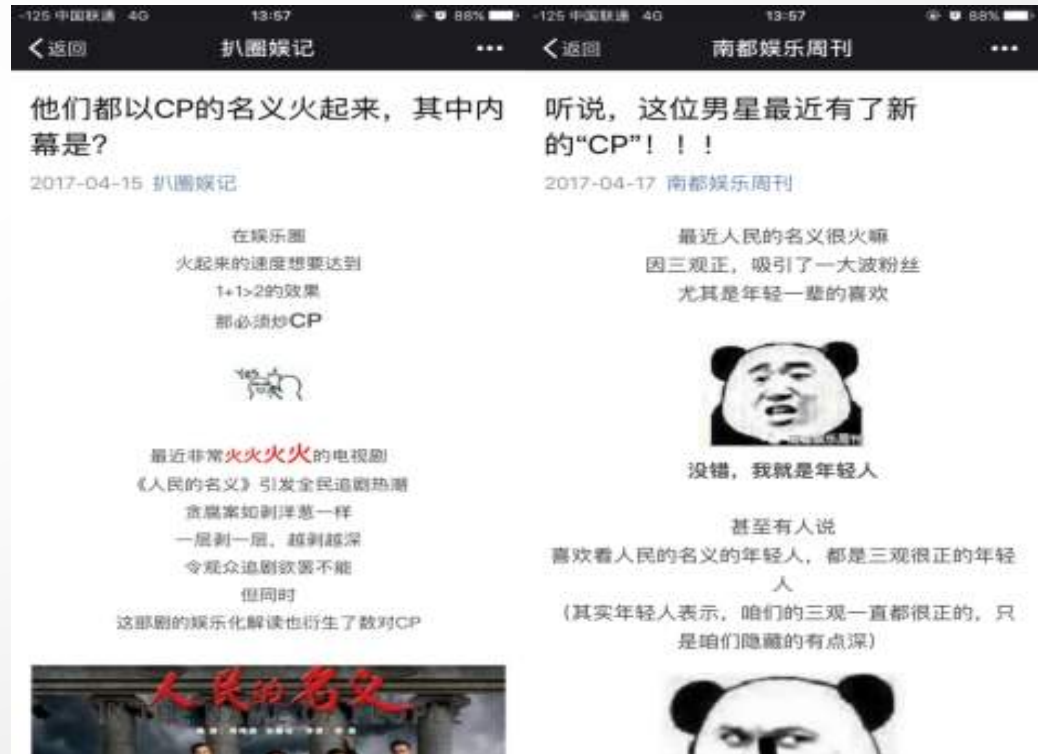 -125 中国联通 4G 13:57 88%
返回 扒圈娱记
他们都以CP的名义火起来，其中内
幕是?
2017-04-15 扒圈娱记
在娱乐圈
火起来的速度想要达到
1+1>2的效果
那必须炒CP
yes
最近非常火火火火的电视剧
《人民的名义》引发全民追剧热潮
贪腐案如剥洋葱一样
一层剥一层，越剥越深
令观众追剧欲罢不能
但同时
这部剧的娱乐化解读也衍生了数对CP
人民的名义
-125 中国联通 4G 13:57 88%
返回 南都娱乐周刊
听说，这位男星最近有了新
的“CP”！！！
2017-04-17 南都娱乐周刊
最近人民的名义很火嘛
因三观正，吸引了一大波粉丝
尤其是年轻一辈的喜欢
南都娱乐周刊
没错，我就是年轻人
甚至有人说
喜欢看人民的名义的年轻人，都是三观很正的年轻
人
（其实年轻人表示，咱们的三观一直都很正的，只
是咱们隐藏的有点深）